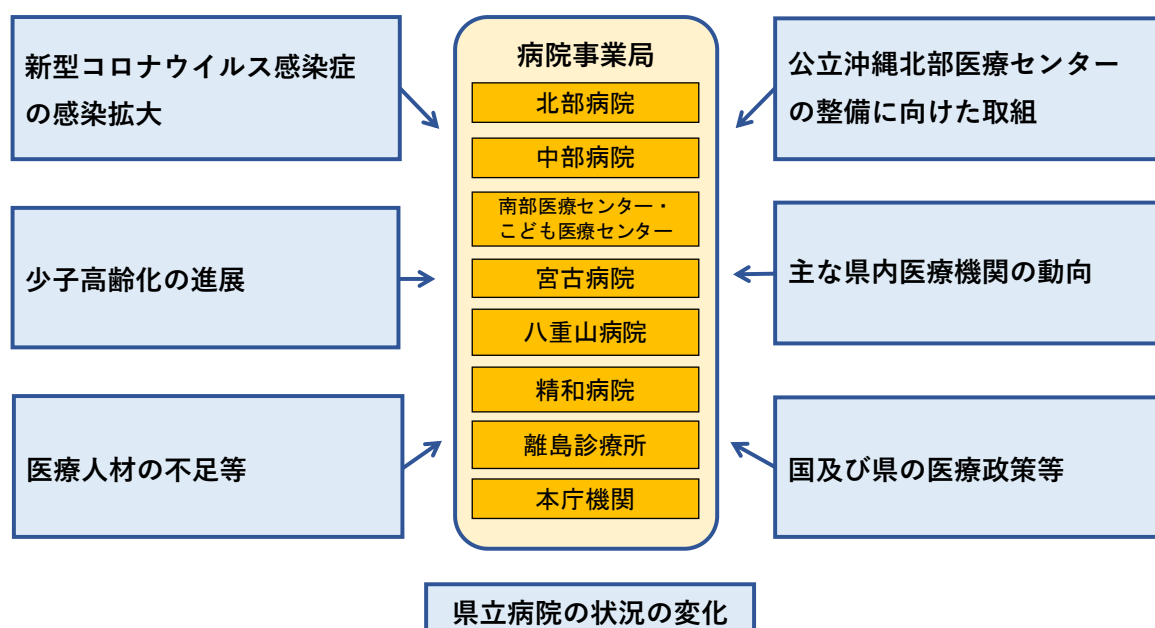 新型コロナウイルス感染症
の感染拡大
少子高齢化の進展
医療人材の不足等
病院事業局
北部病院
中部病院
南部医療センター・
こども医療センター
宮古病院
八重山病院
精和病院
離島診療所
本庁機関
公立沖縄北部医療センター
の整備に向けた取組
主な県内医療機関の動向
国及び県の医療政策等
県立病院の状況の変化